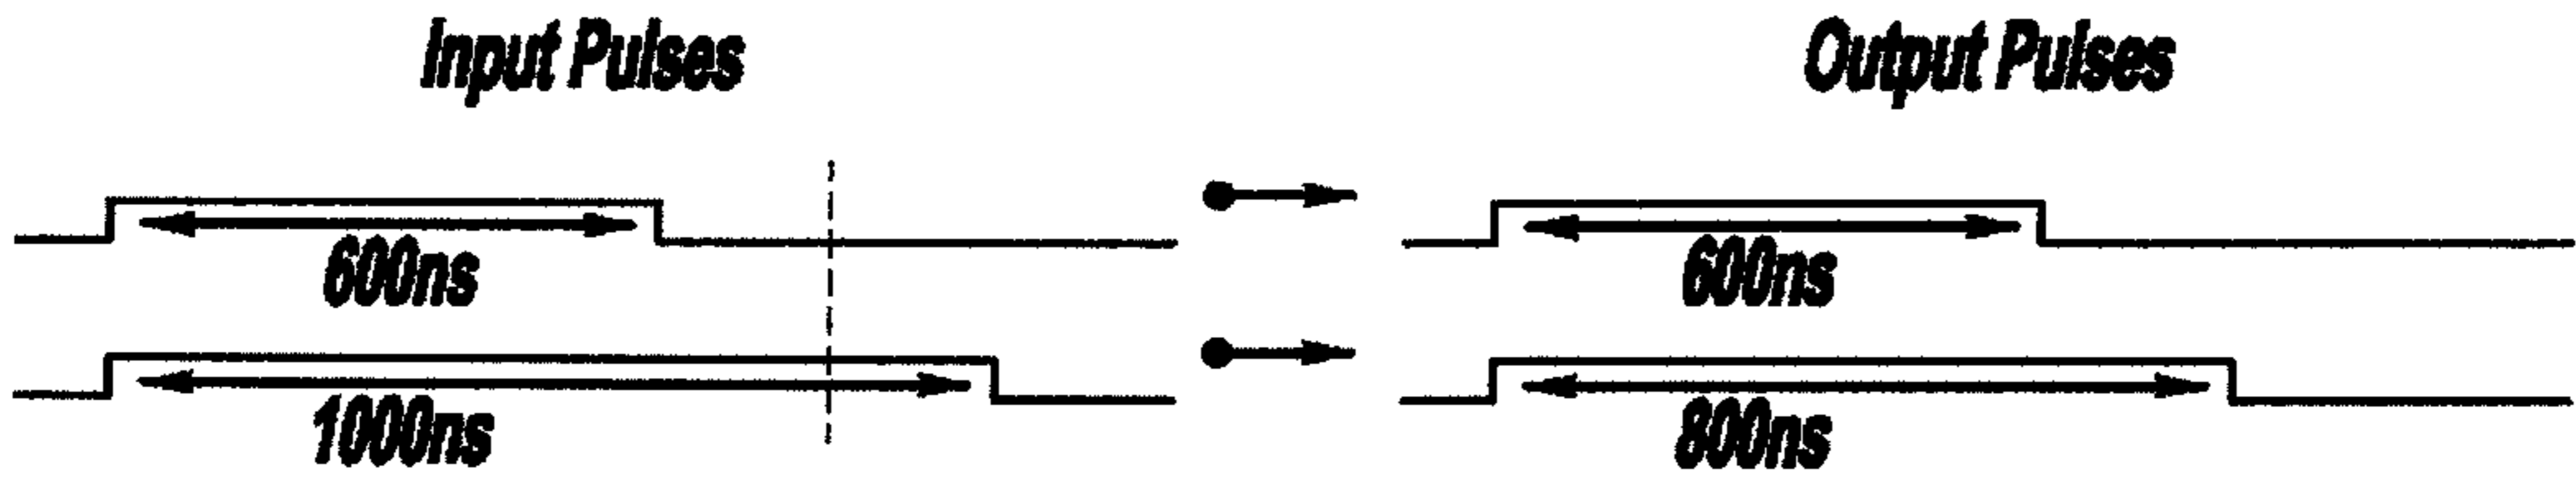 Input Pulses
Output Pulses
600ns
600ns
1000ns
800ns